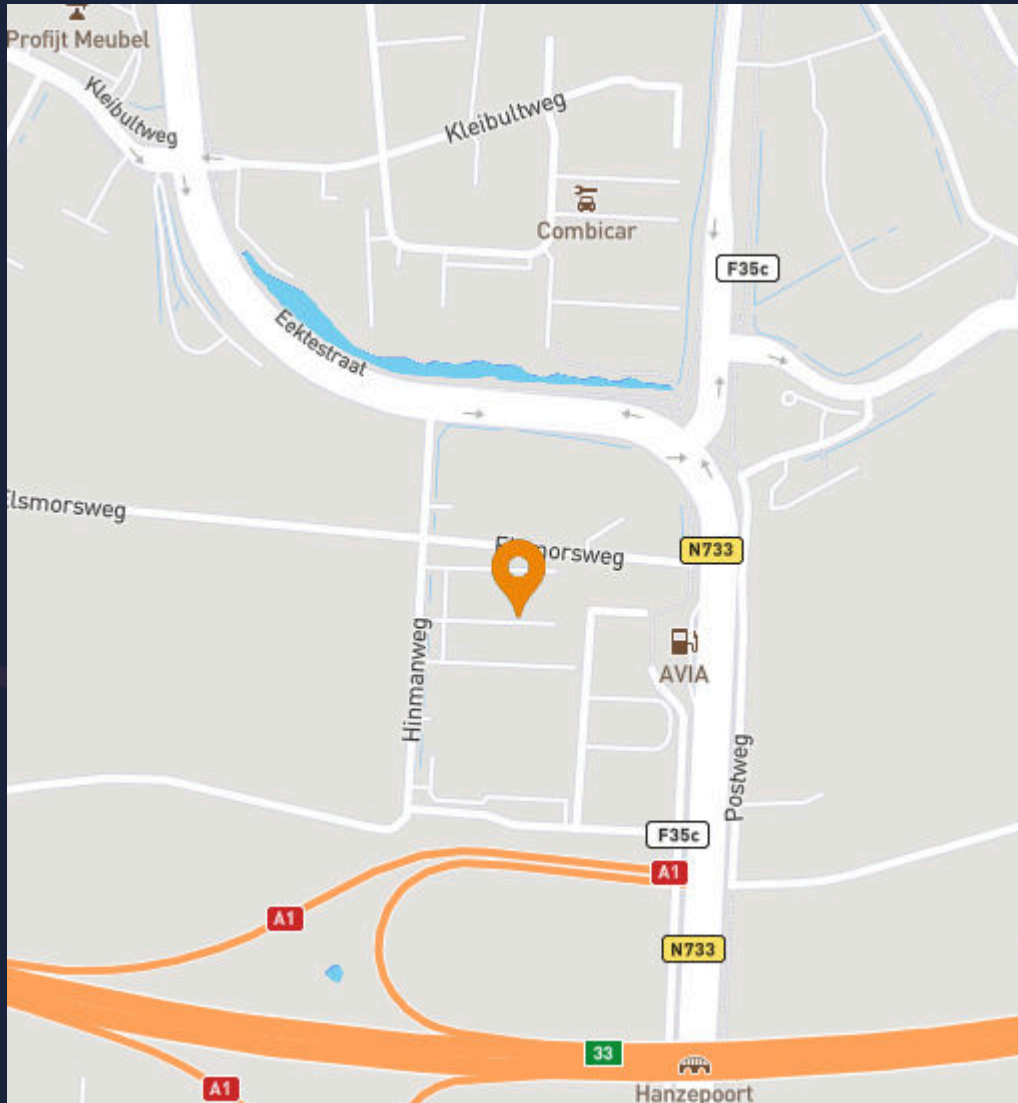 Profijt Meubel
Kleibultweg
Kleibultweg
Combicar
F35c
Eektestraat
Elsmorsweg
Elsmorsweg
N733
Hinmanweg
AVIA
Postweg
F35c
A1
A1
N733
33
A1
Hanzepoort